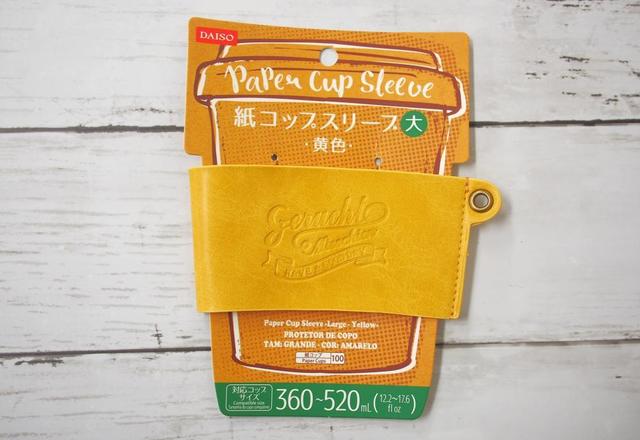 DAISO
Paper Cup Sleeve
紙コップスリーブ 大
・黄色・
Paper Cup Sleeve -Large - Yellow-
PROTETOR DE COPO
TAM: GRANDE - COR: AMARELO
紙コップ
Paper Cups 100
対応コップサイズ
Compatible size
360~520mL (12.2~17.6 fl oz)